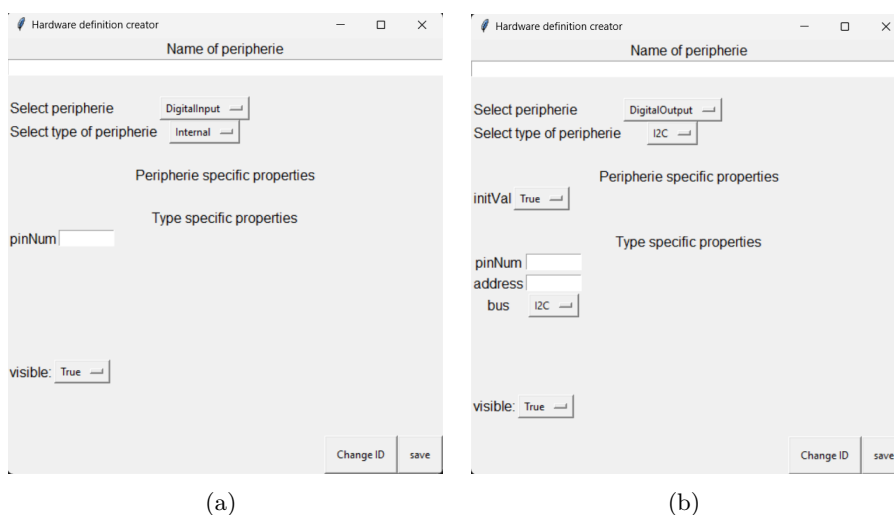 Hardware definition creator
Name of peripherie
Select peripherie DigitalInput
Select type of peripherie Internal
Peripherie specific properties
Type specific properties
pinNum
visible: True
Change ID save
(a)
Hardware definition creator
Name of peripherie
Select peripherie DigitalOutput
Select type of peripherie I2C
Peripherie specific properties
initVal True
Type specific properties
pinNum
address
bus I2C
visible: True
Change ID save
(b)